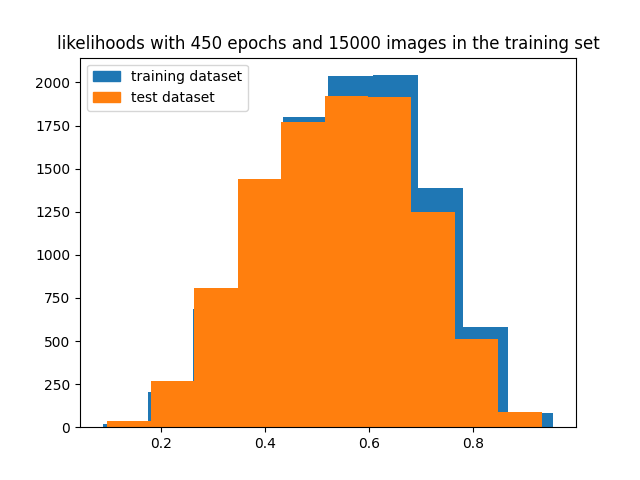 likelihoods with 450 epochs and 15000 images in the training set
training dataset
test dataset
2000
1750
1500
1250
1000
750
500
250
0
0.2 0.4 0.6 0.8